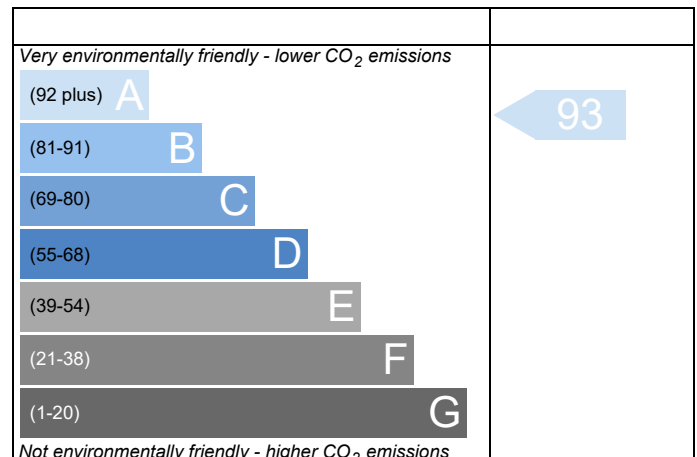 Very environmentally friendly - lower CO2 emissions
(92 plus) A
93
(81-91) B
(69-80) C
(55-68) D
(39-54) E
(21-38) F
(1-20) G
Not environmentally friendly - higher CO2 emissions